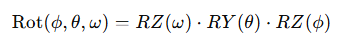 Rot(ϕ, θ, ω) = RZ(ω) · RY(θ) · RZ(ϕ)